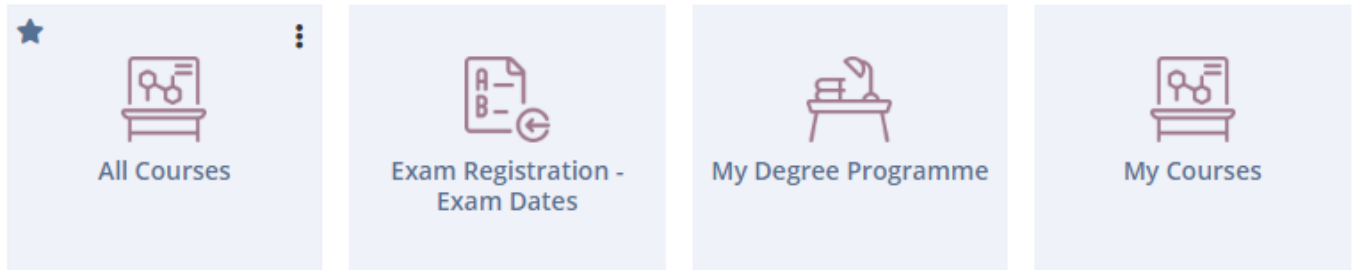 All Courses
A
B
Exam Registration -
Exam Dates
My Degree Programme
My Courses